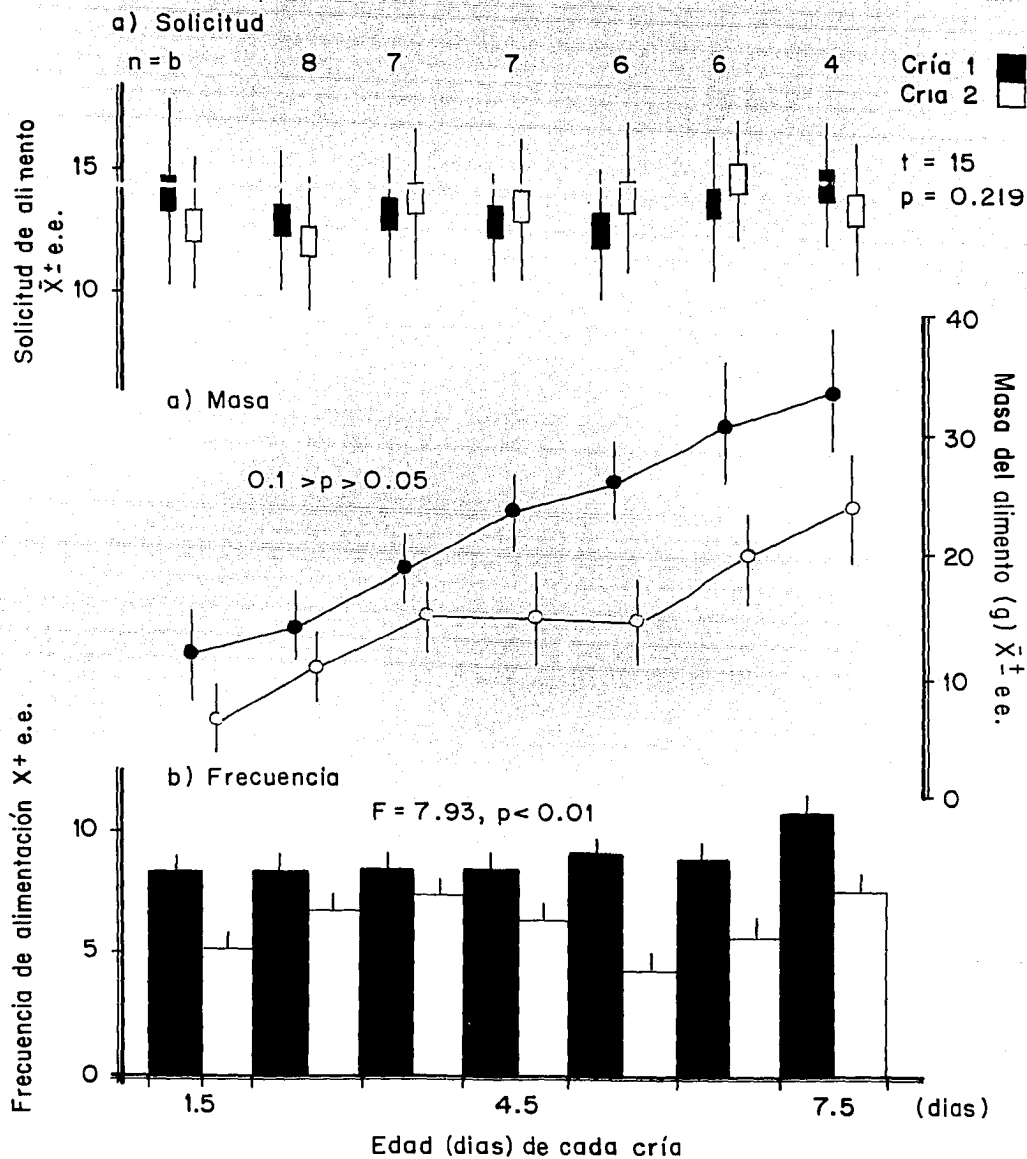 a) Solicitud
n = b 8 7 7 6 6 4
Cría 1
Cria 2
Solicitud de alimento
X̄ ± e.e.
15
10
t = 15
p = 0.219
a) Masa
0.1 > p > 0.05
40
30
20
10
0
Masa del alimento (g) X̄ ± e e.
b) Frecuencia
F = 7.93, p < 0.01
Frecuencia de alimentación X + e.e.
10
5
0
1.5 4.5 7.5 (dias)
Edad (dias) de cada cría